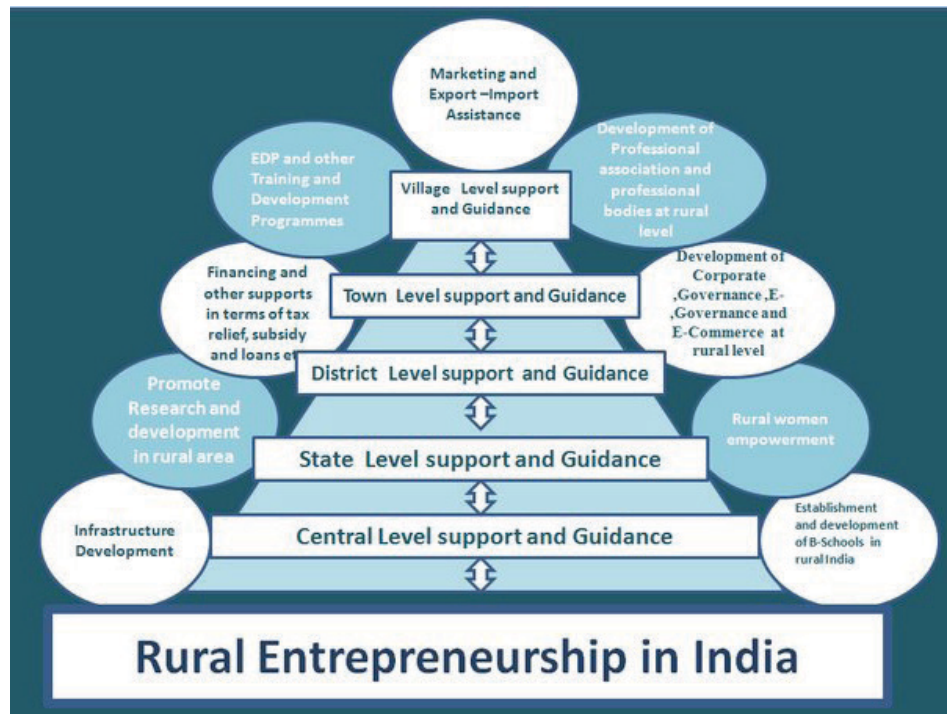 Marketing and
Export –Import
Assistance
EDP and other
Training and
Development
Programmes
Development of
Professional
association and
professional
bodies at rural
level
Village Level support
and Guidance
Financing and
other supports
in terms of tax
relief, subsidy
and loans et
Development of
Corporate
,Governance ,E-
,Governance and
E-Commerce at
rural level
Town Level support and Guidance
District Level support and Guidance
Promote
Research and
development
in rural area
Rural women
empowerment
State Level support and Guidance
Infrastructure
Development
Central Level support and Guidance
Establishment
and development
of B-Schools in
rural India
Rural Entrepreneurship in India